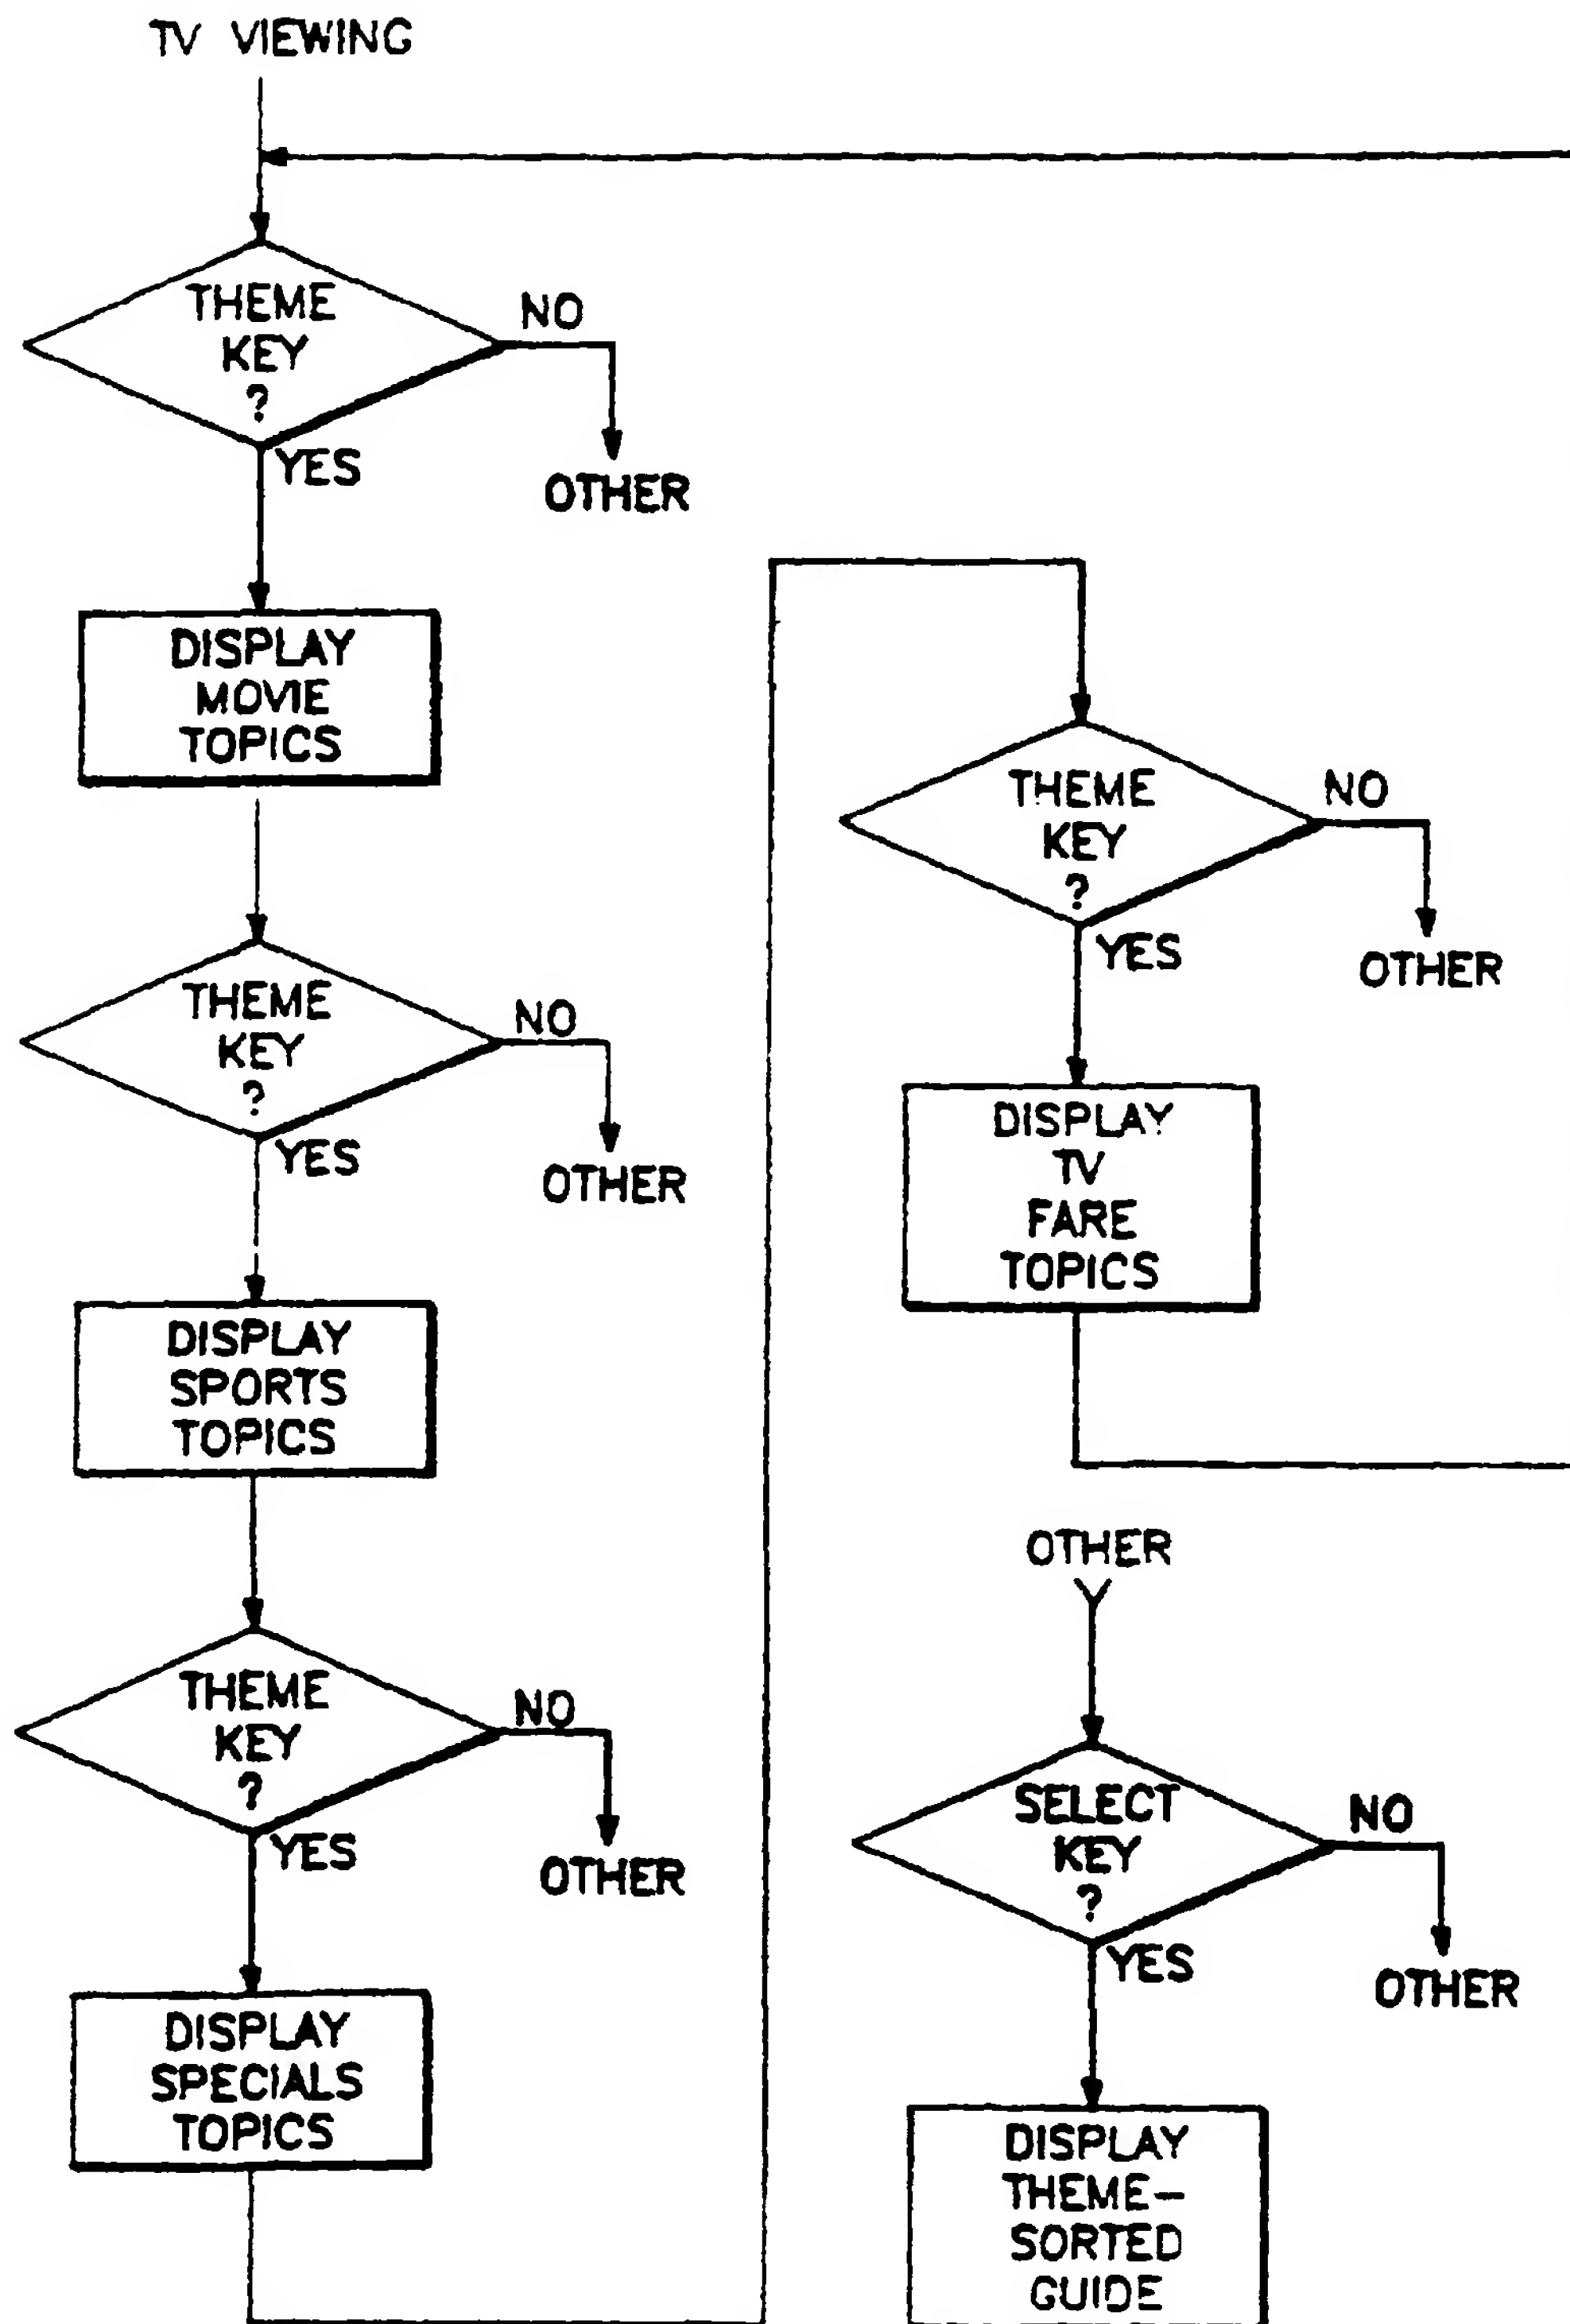 TV VIEWING
THEME
KEY
?
NO
YES
OTHER
DISPLAY
MOVIE
TOPICS
THEME
KEY
?
NO
YES
OTHER
DISPLAY
SPORTS
TOPICS
THEME
KEY
?
NO
YES
OTHER
DISPLAY
SPECIALS
TOPICS
THEME
KEY
?
NO
YES
OTHER
DISPLAY
TV
FARE
TOPICS
OTHER
SELECT
KEY
?
NO
YES
OTHER
DISPLAY
THEME-
SORTED
GUIDE